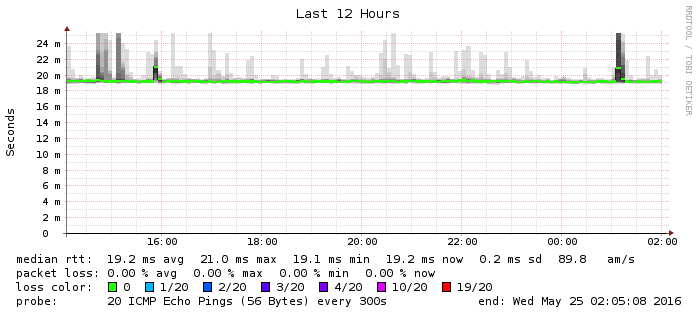 Last 12 Hours
RRDTOOL / TOBI OETIKER
Seconds
24 m
22 m
20 m
18 m
16 m
14 m
12 m
10 m
8 m
6 m
4 m
2 m
0
16:00 18:00 20:00 22:00 00:00 02:00
median rtt: 19.2 ms avg 21.0 ms max 19.1 ms min 19.2 ms now 0.2 ms sd 89.8 am/s
packet loss: 0.00 % avg 0.00 % max 0.00 % min 0.00 % now
loss color: 0 1/20 2/20 3/20 4/20 10/20 19/20
probe: 20 ICMP Echo Pings (56 Bytes) every 300s end: Wed May 25 02:05:08 2016